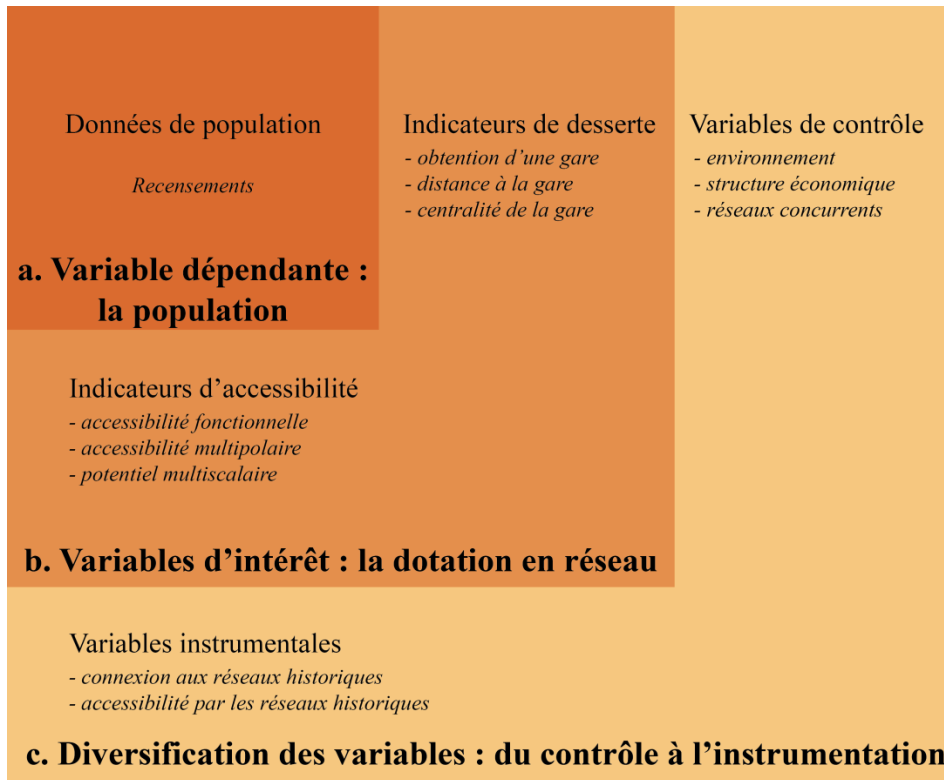 Données de population
Recensements
a. Variable dépendante :
la population
Indicateurs de desserte
- obtention d’une gare
- distance à la gare
- centralité de la gare
Variables de contrôle
- environnement
- structure économique
- réseaux concurrents
Indicateurs d’accessibilité
- accessibilité fonctionnelle
- accessibilité multipolaire
- potentiel multiscalaire
b. Variables d’intérêt : la dotation en réseau
Variables instrumentales
- connexion aux réseaux historiques
- accessibilité par les réseaux historiques
c. Diversification des variables : du contrôle à l’instrumentation